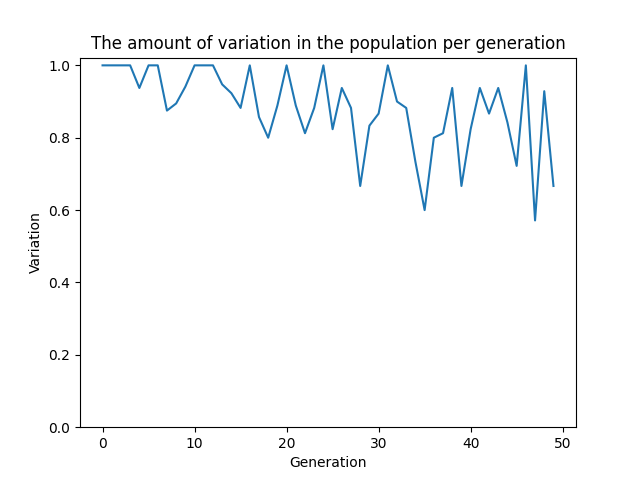 The amount of variation in the population per generation
1.0
0.8
0.6
0.4
0.2
0.0
Variation
0 10 20 30 40 50
Generation